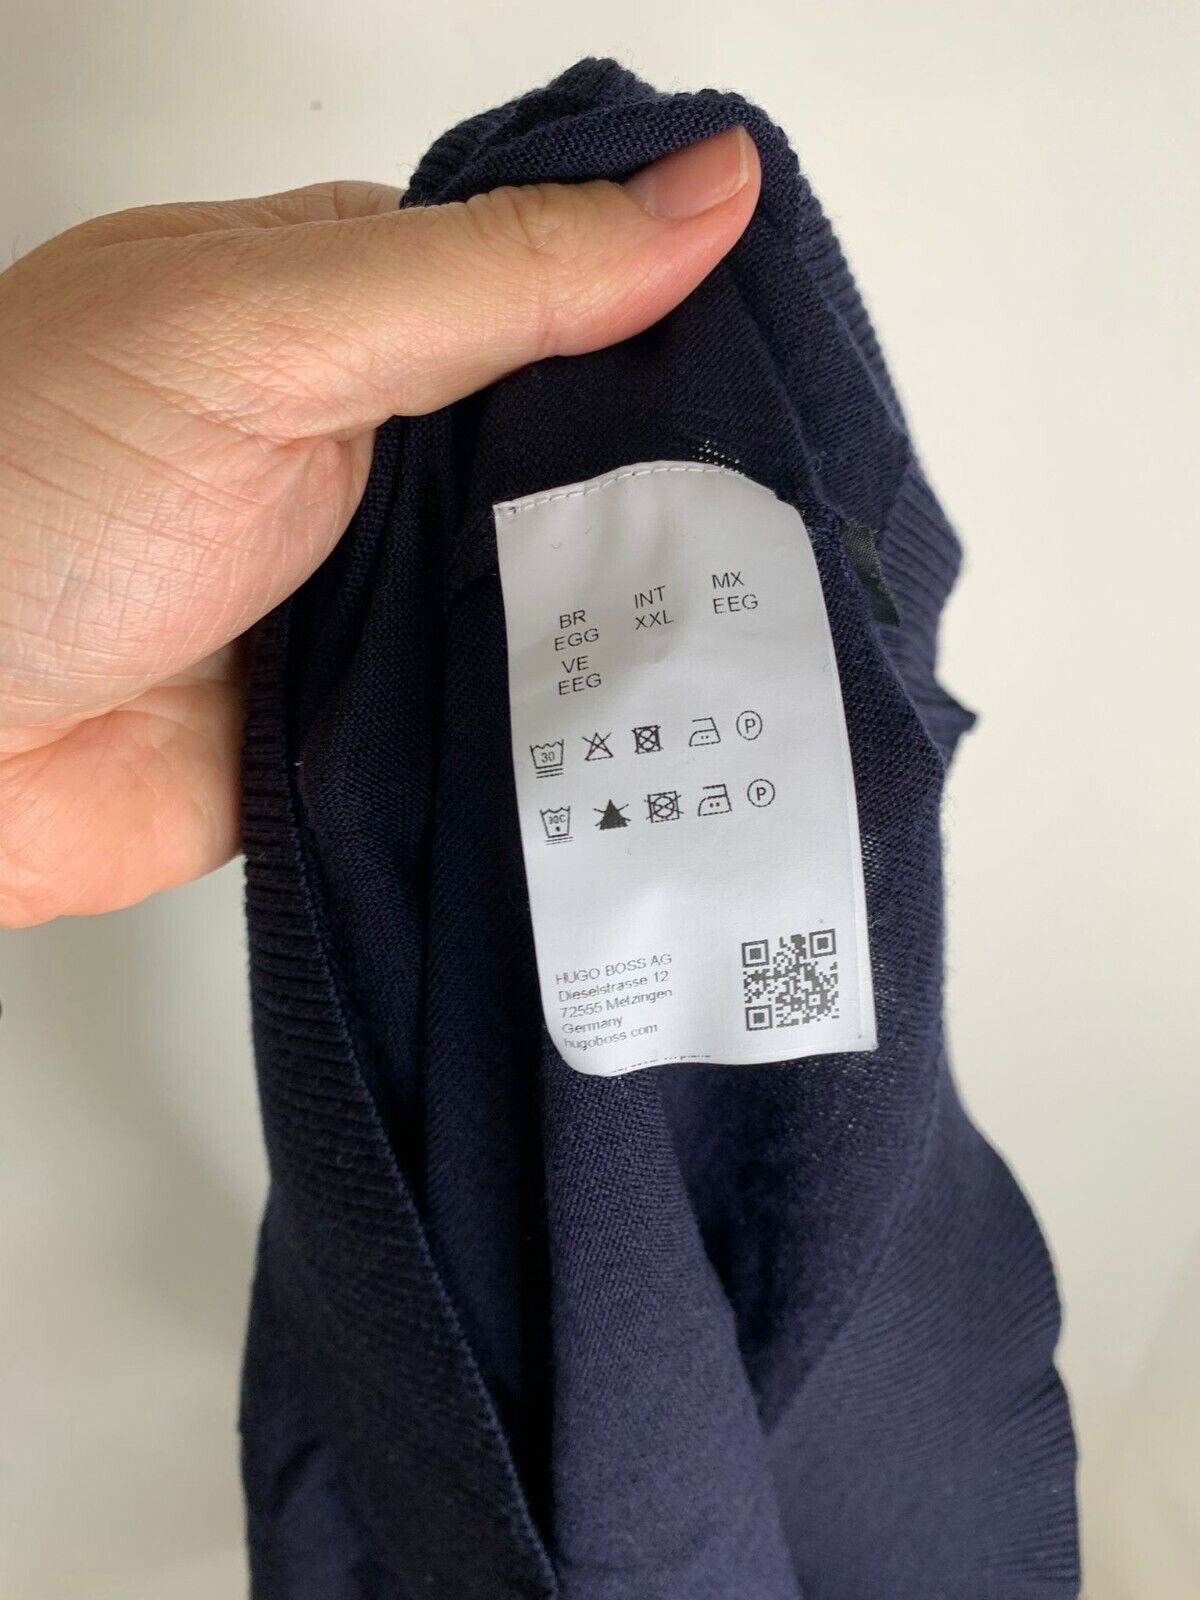 BR
EGG
VE
EEG
INT
XXL
MX
EEG
30
P
30C
P
HUGO BOSS AG
Dieselstrasse 12
72555 Metzingen
Germany
hugoboss.com